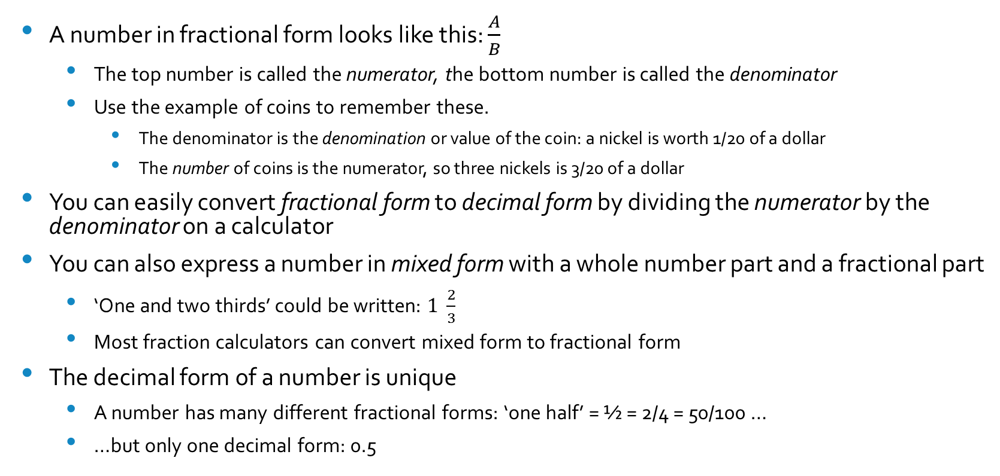 • A number in fractional form looks like this: A/B
• The top number is called the numerator, the bottom number is called the denominator
• Use the example of coins to remember these.
• The denominator is the denomination or value of the coin: a nickel is worth 1/20 of a dollar
• The number of coins is the numerator, so three nickels is 3/20 of a dollar
• You can easily convert fractional form to decimal form by dividing the numerator by the
denominator on a calculator
• You can also express a number in mixed form with a whole number part and a fractional part
• ‘One and two thirds’ could be written: 1 2/3
• Most fraction calculators can convert mixed form to fractional form
• The decimal form of a number is unique
• A number has many different fractional forms: ‘one half’ = ½ = 2/4 = 50/100 ...
• ...but only one decimal form: 0.5